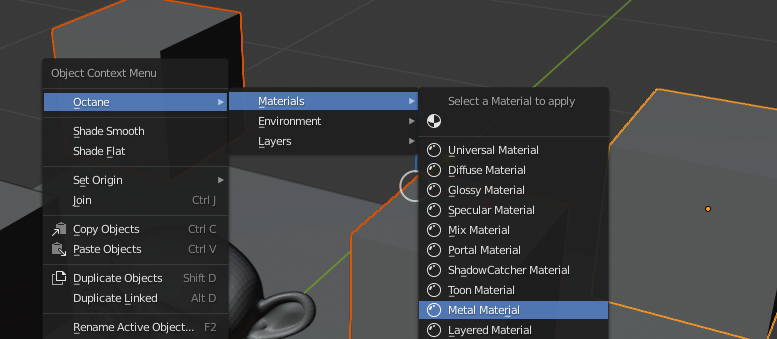 Object Context Menu
Octane
Shade Smooth
Shade Flat
Set Origin
Join Ctrl J
Copy Objects Ctrl C
Paste Objects Ctrl V
Duplicate Objects Shift D
Duplicate Linked Alt D
Rename Active Object... F2
Materials
Environment
Layers
Select a Material to apply
Universal Material
Diffuse Material
Glossy Material
Specular Material
Mix Material
Portal Material
ShadowCatcher Material
Toon Material
Metal Material
Layered Material